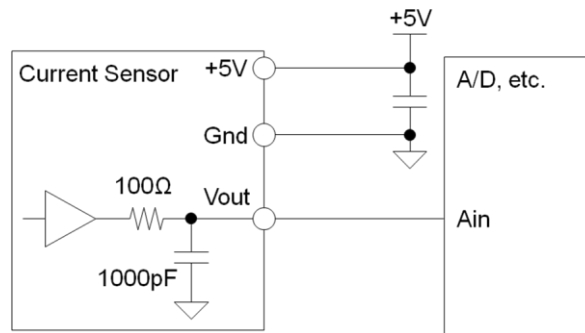 +5V
Current Sensor
+5V
A/D, etc.
Gnd
100Ω
Vout
Ain
1000pF